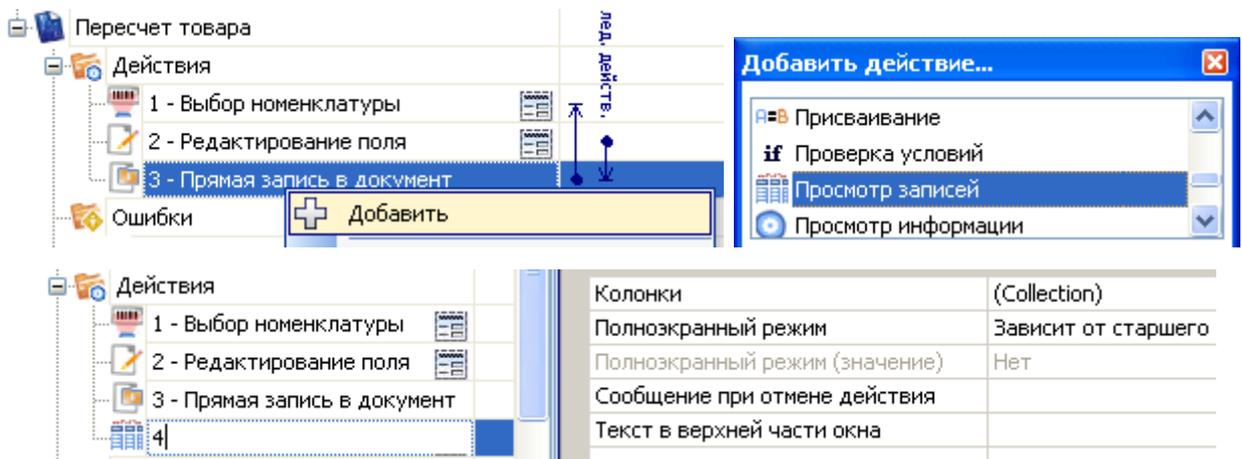 Пересчет товара
Действия
1 - Выбор номенклатуры
2 - Редактирование поля
3 - Прямая запись в документ
Ошибки
Добавить
лед. действ.
Добавить действие...
A=B Присваивание
if Проверка условий
Просмотр записей
Просмотр информации
Действия
1 - Выбор номенклатуры
2 - Редактирование поля
3 - Прямая запись в документ
4
Колонки (Collection)
Полноэкранный режим Зависит от старшего
Полноэкранный режим (значение) Нет
Сообщение при отмене действия
Текст в верхней части окна